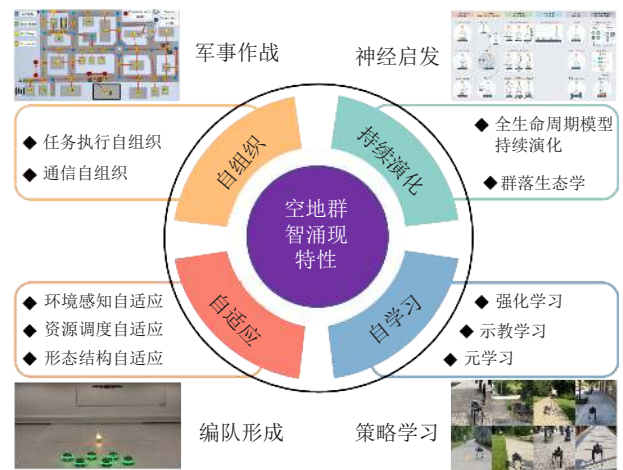 军事作战
神经启发
自组织
持续演化
自适应
自学习
空地群
智涌现
特性
◆ 任务执行自组织
◆ 通信自组织
◆ 全生命周期模型
持续演化
◆ 群落生态学
◆ 环境感知自适应
◆ 资源调度自适应
◆ 形态结构自适应
◆ 强化学习
◆ 示教学习
◆ 元学习
编队形成
策略学习